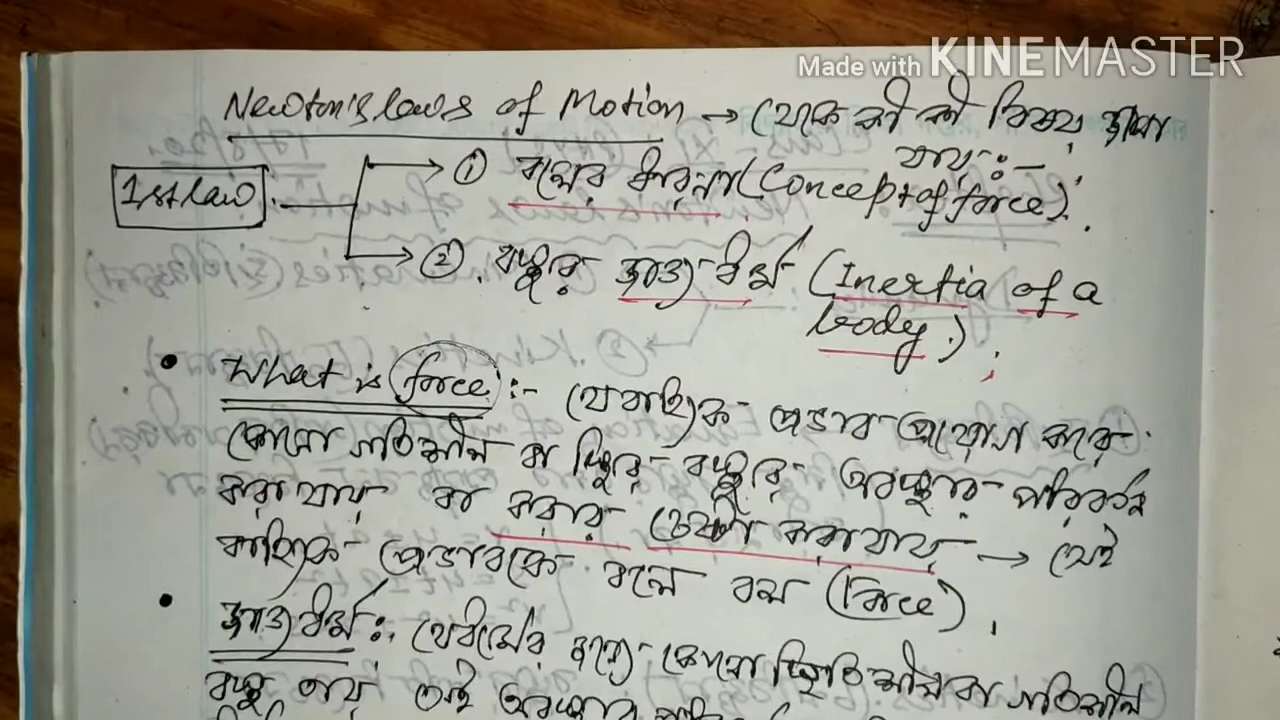 Made with KINEMASTER
Newton's laws of Motion → থেকে কী কী বিষয় জানা
যায়:-
1st law
① বলের ধারনা (Concept of force).
② বস্তুর জাড্য ধর্ম (Inertia of a
body).
What is force :- যে বাহ্যিক প্রভাব প্রয়োগ করে
কোনো গতিশীল বা স্থির বস্তুর অবস্থার পরিবর্তন
করা যায় বা করার চেষ্টা করা যায় → সেই
বাহ্যিক প্রভাবকে বলে বল (Force).
জাড্য ধর্ম :- যে ধর্মের জন্যে কোনো স্থিতিশীল বা গতিশীল
বস্তু তার সেই অবস্থার